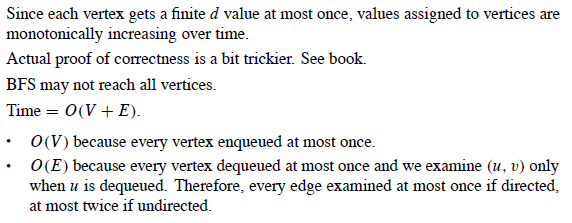 Since each vertex gets a finite d value at most once, values assigned to vertices are
monotonically increasing over time.
Actual proof of correctness is a bit trickier. See book.
BFS may not reach all vertices.
Time = O(V + E).
• O(V) because every vertex enqueued at most once.
• O(E) because every vertex dequeued at most once and we examine (u, v) only
when u is dequeued. Therefore, every edge examined at most once if directed,
at most twice if undirected.